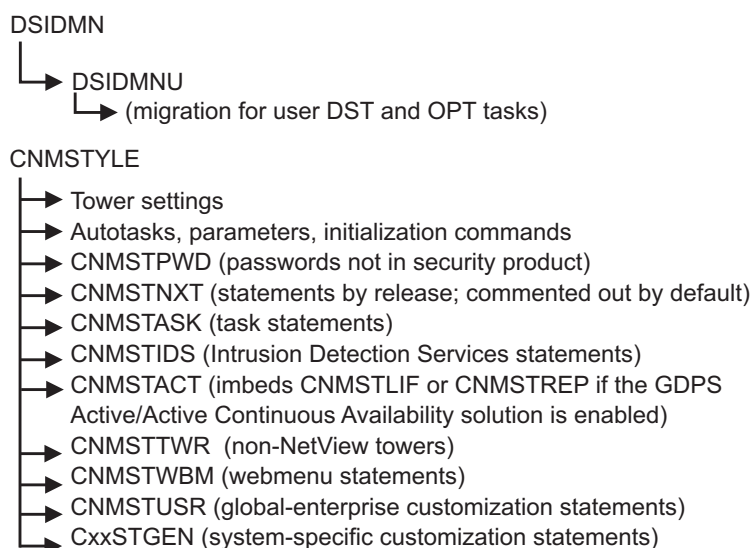 DSIDMN
DSIDMNU
(migration for user DST and OPT tasks)
CNMSTYLE
Tower settings
Autotasks, parameters, initialization commands
CNMSTPWD (passwords not in security product)
CNMSTNXT (statements by release; commented out by default)
CNMSTASK (task statements)
CNMSTIDS (Intrusion Detection Services statements)
CNMSTACT (imbeds CNMSTLIF or CNMSTREP if the GDPS
Active/Active Continuous Availability solution is enabled)
CNMSTTWR (non-NetView towers)
CNMSTWBM (webmenu statements)
CNMSTUSR (global-enterprise customization statements)
CxxSTGEN (system-specific customization statements)